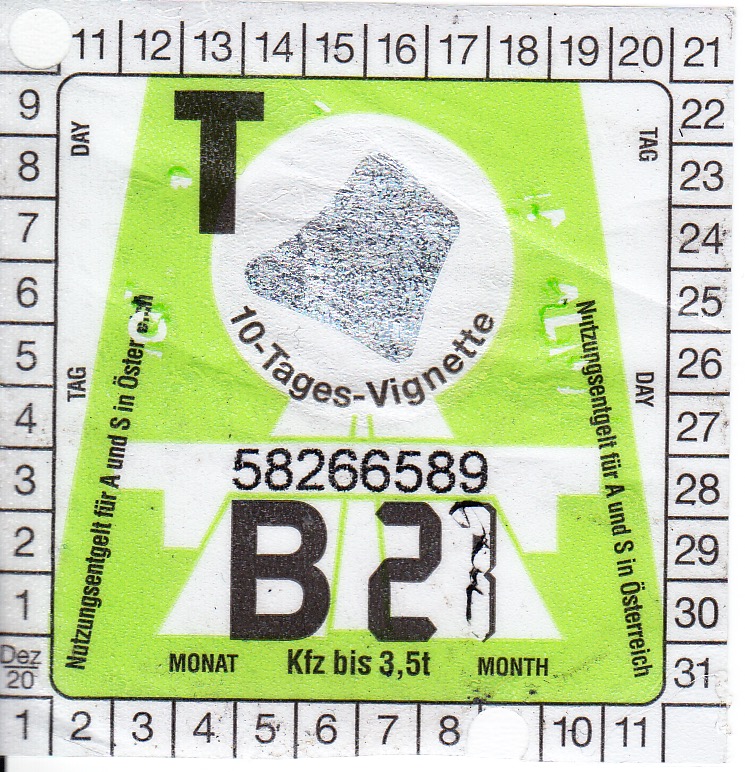 11 12 13 14 15 16 17 18 19 20 21
9 8 7 6 5 4 3 2 1
Dez
20
1 2 3 4 5 6 7 8 10 11
22 23 24 25 26 27 28 29 30 31
DAY
TAG
T
10-Tages-Vignette
TAG
DAY
Nutzungsentgelt für A und S in Österreich
Nutzungsentgelt für A und S in Österreich
58266589
B 21
MONAT Kfz bis 3,5t MONTH